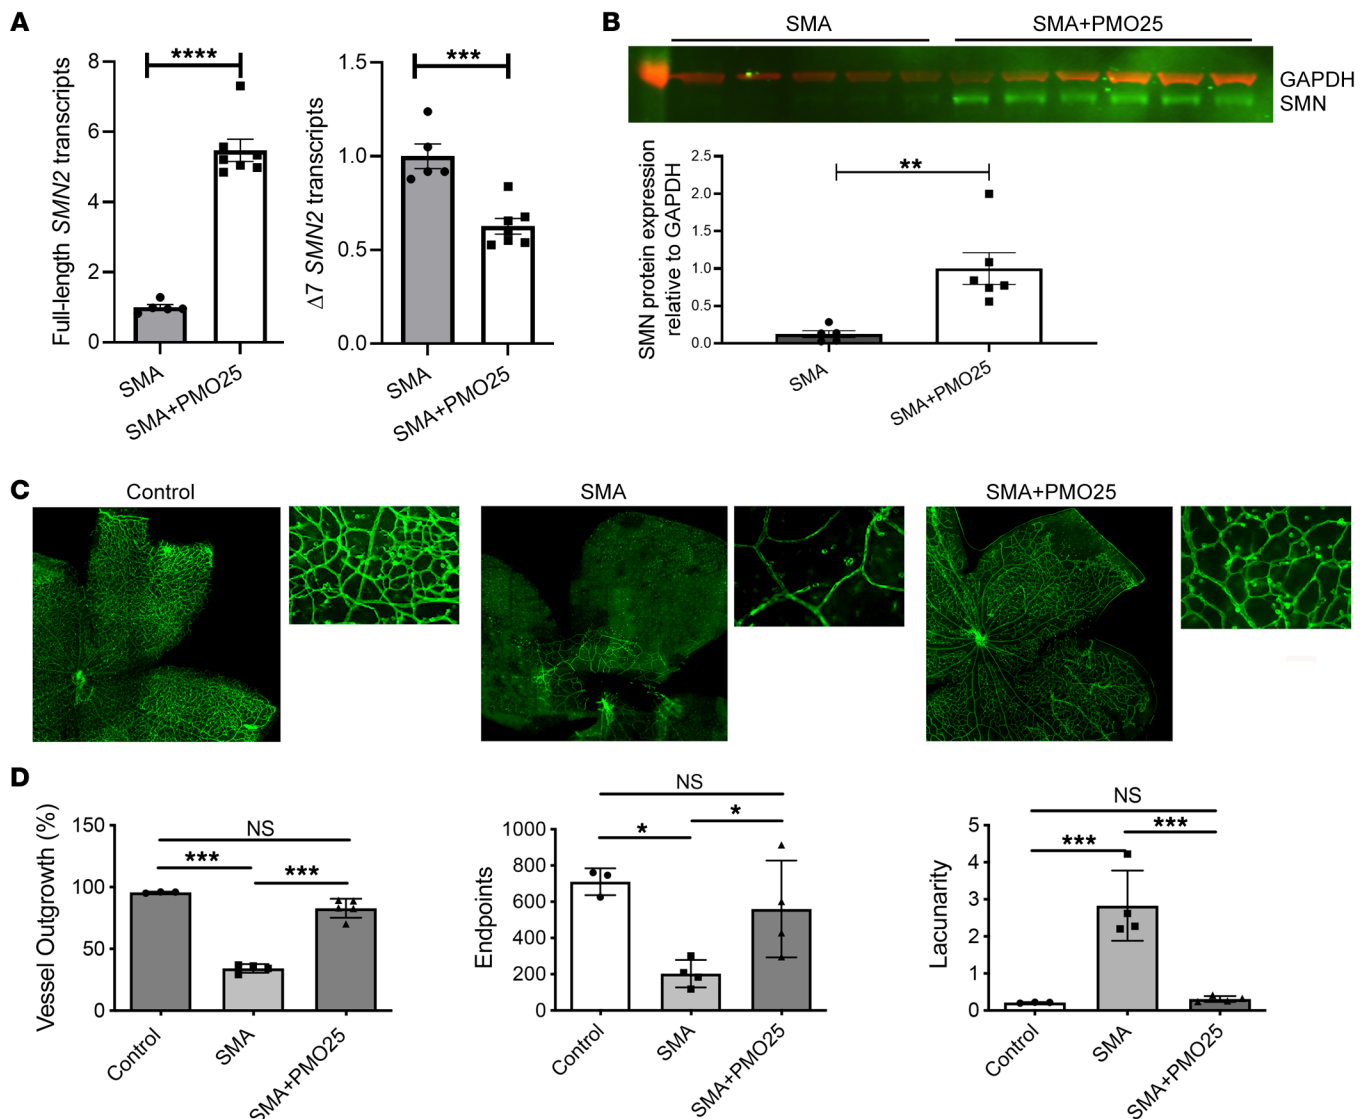 A
Full-length SMN2 transcripts
8
6
4
2
0
****
SMA
SMA+PMO25
Δ7 SMN2 transcripts
1.5
1.0
0.5
0.0
***
SMA
SMA+PMO25
B
SMA
SMA+PMO25
GAPDH
SMN
SMN protein expression
relative to GAPDH
2.5
2.0
1.5
1.0
0.5
0.0
**
SMA
SMA+PMO25
C
Control
SMA
SMA+PMO25
D
Vessel Outgrowth (%)
150
100
50
0
NS
***
***
Control
SMA
SMA+PMO25
Endpoints
1000
800
600
400
200
0
NS
*
*
Control
SMA
SMA+PMO25
Lacunarity
5
4
3
2
1
0
NS
***
***
Control
SMA
SMA+PMO25